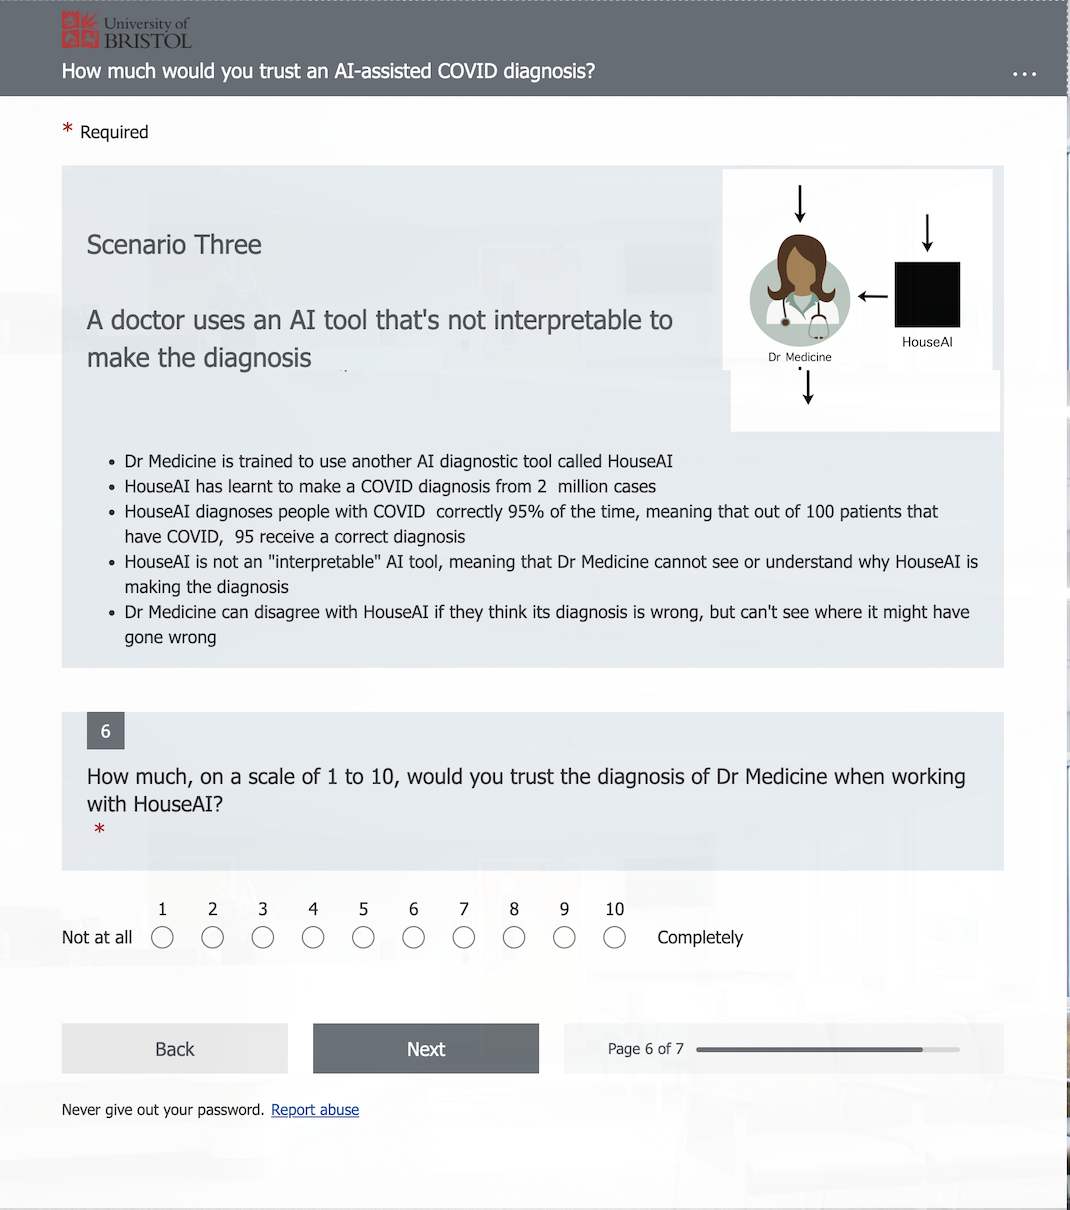 University of
BRISTOL
How much would you trust an AI-assisted COVID diagnosis?
...
* Required
Scenario Three
A doctor uses an AI tool that's not interpretable to
make the diagnosis
Dr Medicine
HouseAI
• Dr Medicine is trained to use another AI diagnostic tool called HouseAI
• HouseAI has learnt to make a COVID diagnosis from 2 million cases
• HouseAI diagnoses people with COVID correctly 95% of the time, meaning that out of 100 patients that
have COVID, 95 receive a correct diagnosis
• HouseAI is not an "interpretable" AI tool, meaning that Dr Medicine cannot see or understand why HouseAI is
making the diagnosis
• Dr Medicine can disagree with HouseAI if they think its diagnosis is wrong, but can't see where it might have
gone wrong
6
How much, on a scale of 1 to 10, would you trust the diagnosis of Dr Medicine when working
with HouseAI?
*
1 2 3 4 5 6 7 8 9 10
Not at all Completely
Back Next Page 6 of 7
Never give out your password. Report abuse